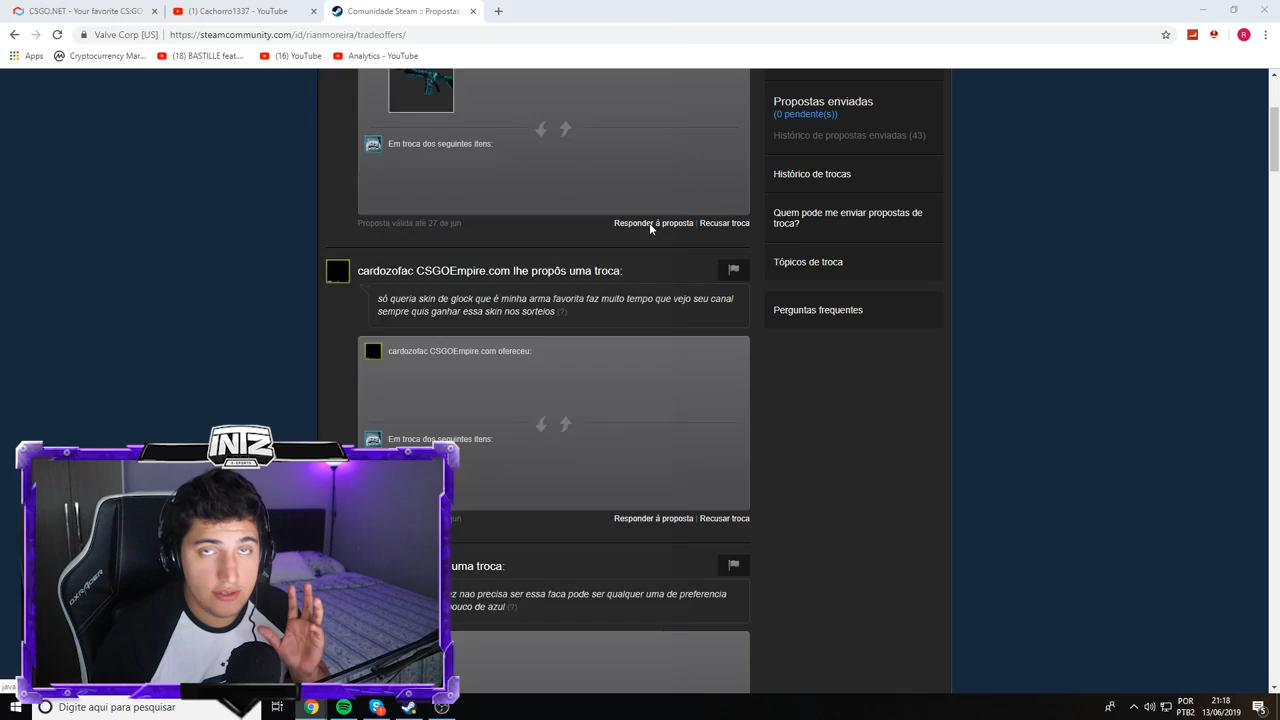 CSGO.NET - Your favorite CS:GO
(1) Cachorro1337 - YouTube
Comunidade Steam :: Propostas
Valve Corp [US] | https://steamcommunity.com/id/rianmoreira/tradeoffers/
R
Apps
Cryptocurrency Mar...
(18) BASTILLE feat....
(16) YouTube
Analytics - YouTube
Propostas enviadas
(0 pendente(s))
Histórico de propostas enviadas (43)
Histórico de trocas
Quem pode me enviar propostas de
troca?
Tópicos de troca
Perguntas frequentes
Em troca dos seguintes itens:
Proposta válida até 27 de jun
Responder à proposta | Recusar troca
cardozofac CSGOEmpire.com lhe propôs uma troca:
só queria skin de glock que é minha arma favorita faz muito tempo que vejo seu canal
sempre quis ganhar essa skin nos sorteios (?)
cardozofac CSGOEmpire.com ofereceu:
Em troca dos seguintes itens:
jun
Responder à proposta | Recusar troca
uma troca:
ez nao precisa ser essa faca pode ser qualquer uma de preferencia
pouco de azul (?)
INTZ
E-SPORTS
DXRACER
java
Digite aqui para pesquisar
POR
PTB2
21:18
13/06/2019
5